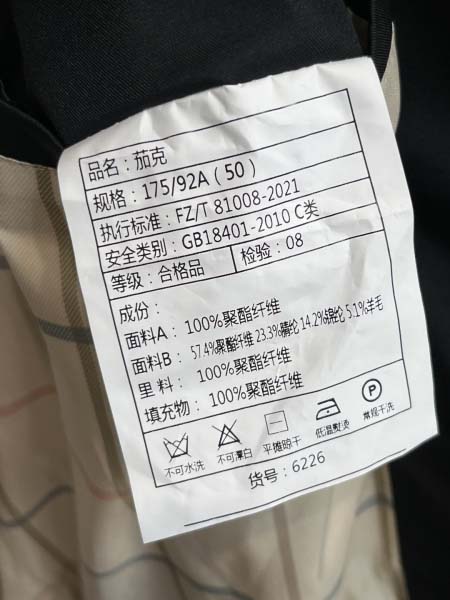 品名：茄克
规格：175/92A（50）
执行标准：FZ/T 81008-2021
安全类别：GB18401-2010 C类
等级：合格品 检验：08
成份：
面料A：100%聚酯纤维
面料B：57.4%聚酯纤维 23.3%腈纶 14.2%锦纶 5.1%羊毛
里料：100%聚酯纤维
填充物：100%聚酯纤维
P
不可水洗 不可漂白 平摊晾干 低温熨烫 常规干洗
货号：6226